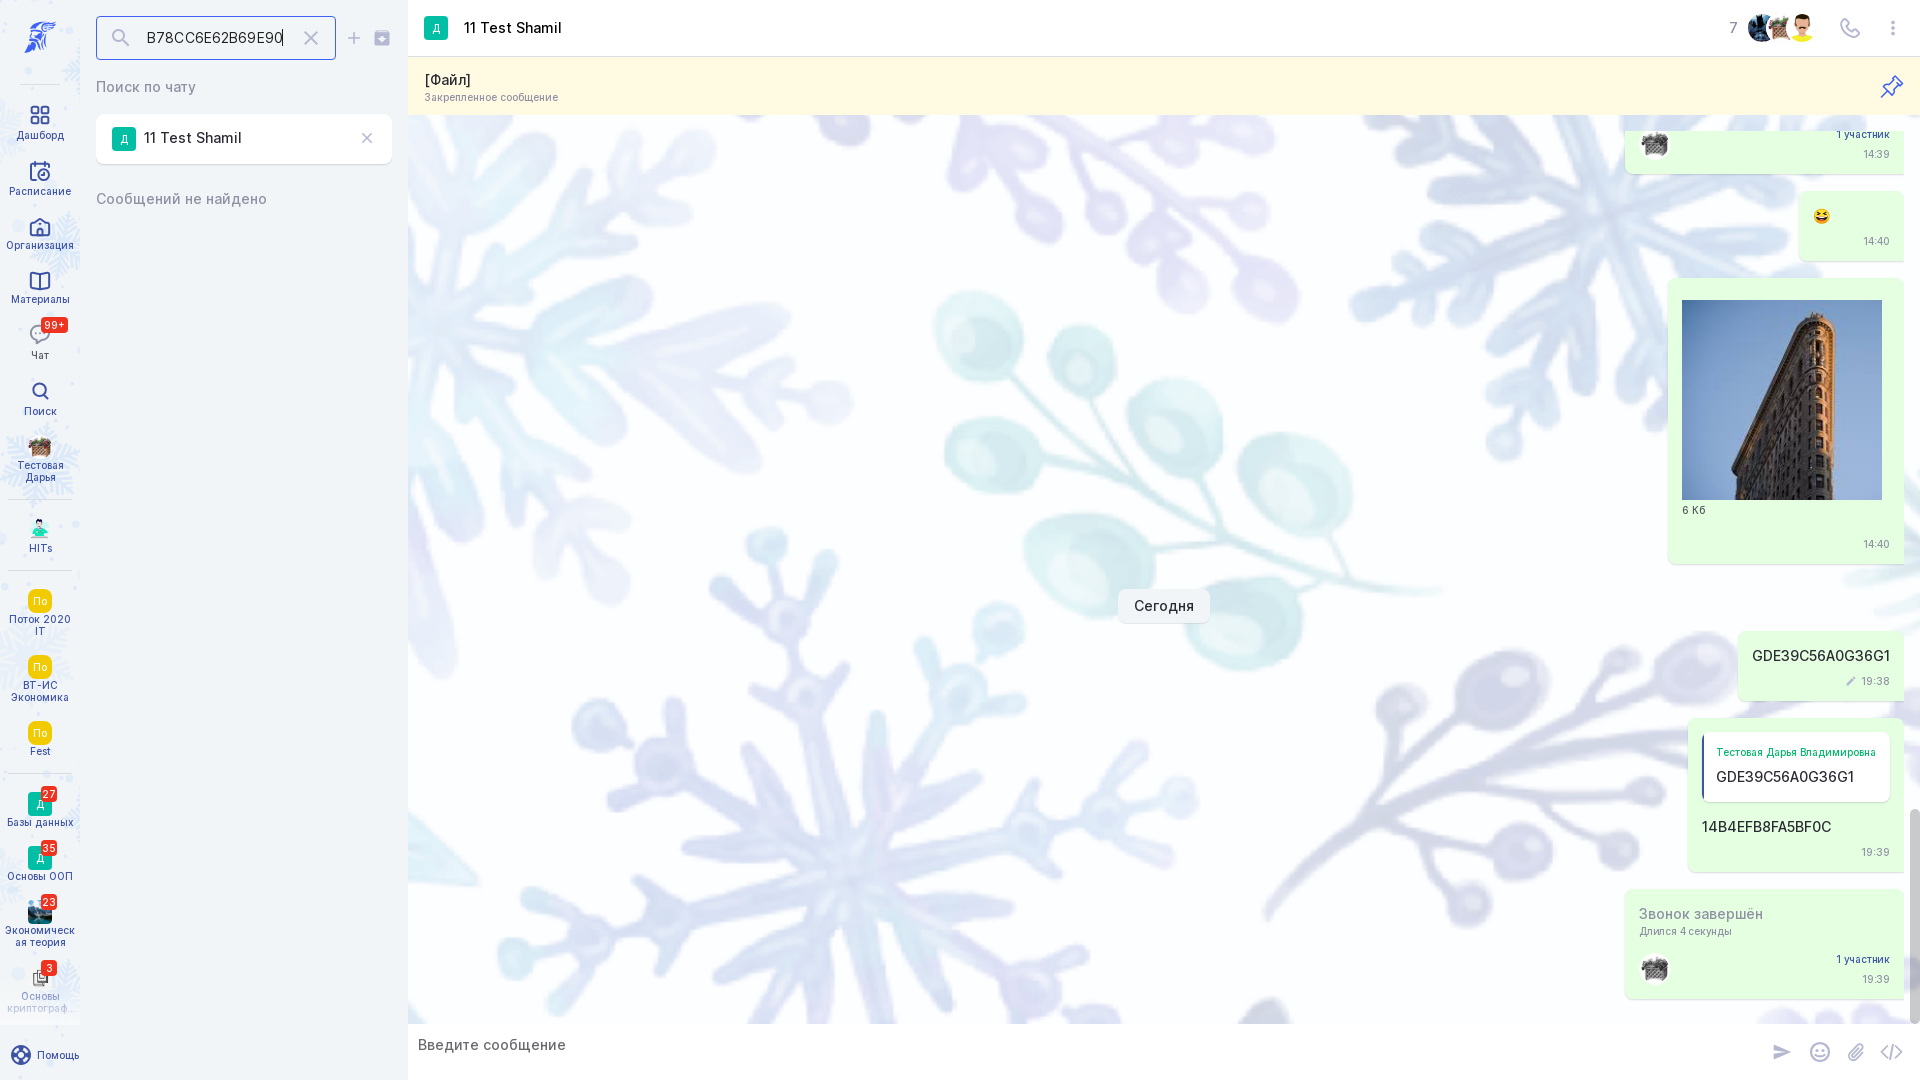 Дашборд
Расписание
Организация
Материалы
99+
Чат
Поиск
Тестовая
Дарья
HITs
По
Поток 2020
IT
По
ВТ-ИС
Экономика
По
Fest
27
Д
Базы данных
35
Д
Основы ООП
23
Экономическ
ая теория
3
Основы
криптограф...
Помощь
B78CC6E62B69E90
Поиск по чату
Д
11 Test Shamil
Сообщений не найдено
Д
11 Test Shamil
7
[Файл]
Закрепленное сообщение
1 участник
14:39
14:40
6 Кб
14:40
Сегодня
GDE39C56A0G36G1
19:38
Тестовая Дарья Владимировна
GDE39C56A0G36G1
14B4EFB8FA5BF0C
19:39
Звонок завершён
Длился 4 секунды
1 участник
19:39
Введите сообщение